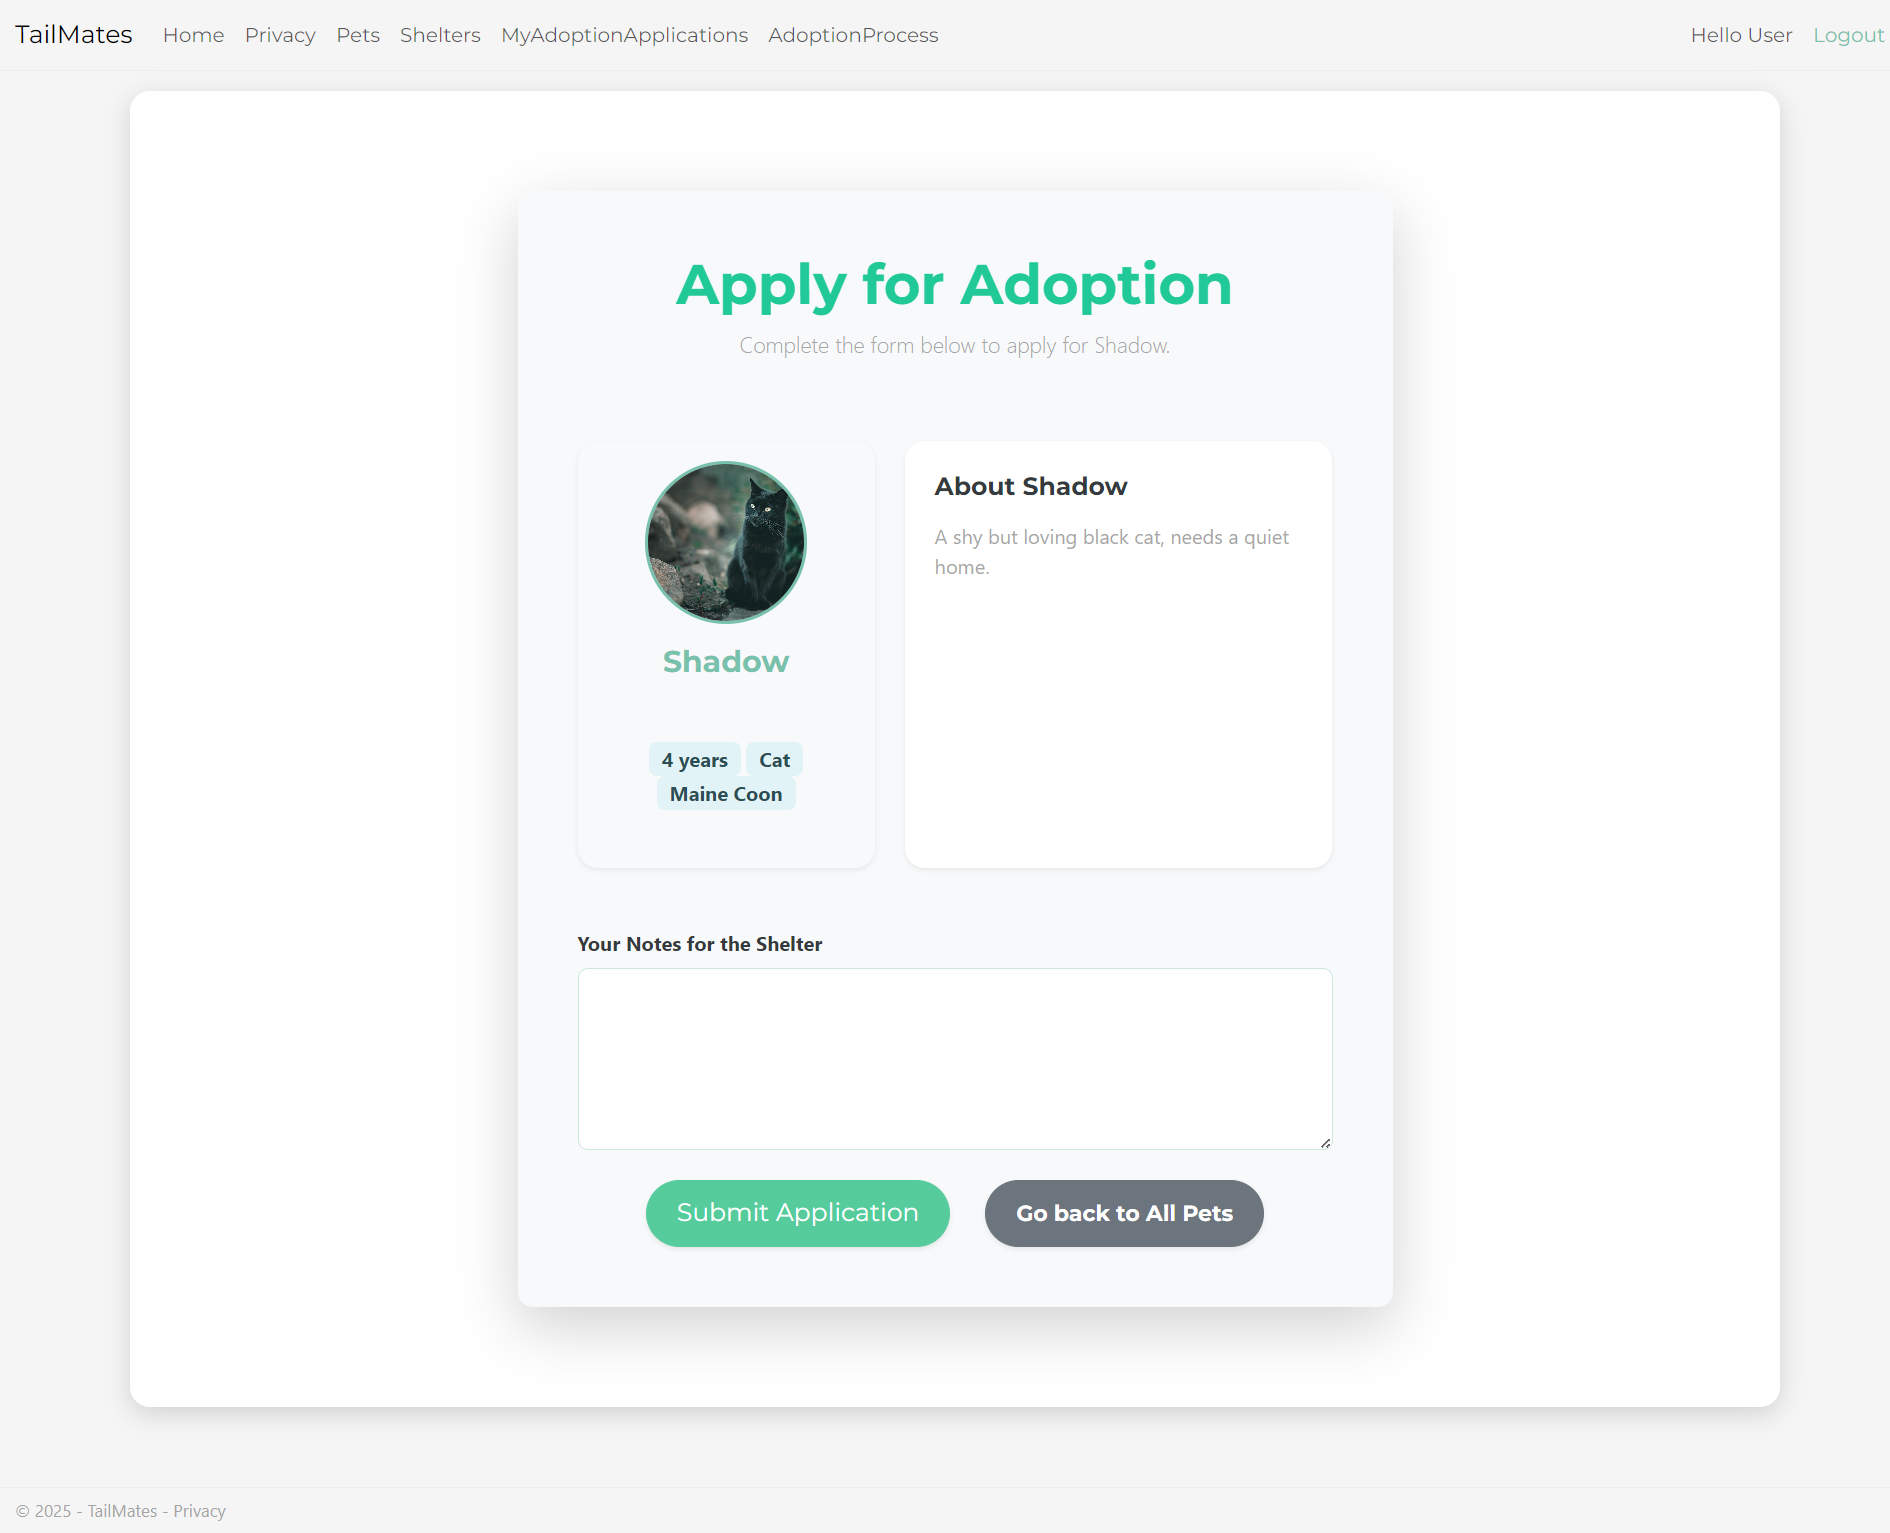 TailMates Home Privacy Pets Shelters MyAdoptionApplications AdoptionProcess Hello User Logout
Apply for Adoption
Complete the form below to apply for Shadow.
Shadow
4 years Cat
Maine Coon
About Shadow
A shy but loving black cat, needs a quiet
home.
Your Notes for the Shelter
Submit Application Go back to All Pets
© 2025 - TailMates - Privacy